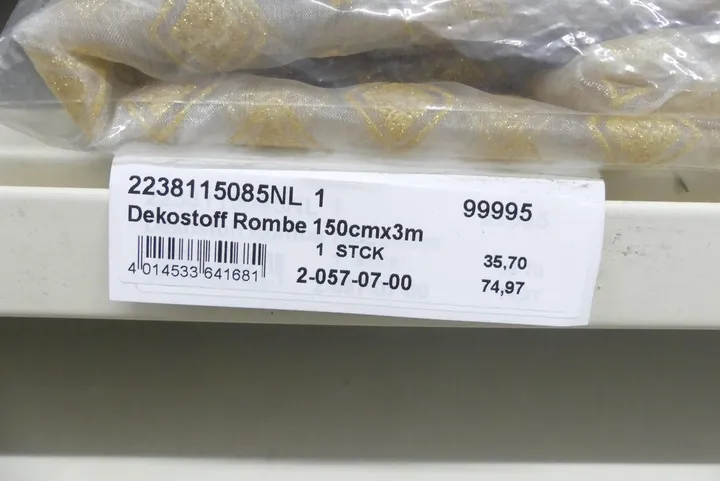 2238115085NL 1 99995
Dekostoff Rombe 150cmx3m
1 STCK 35,70
4 014533 641681 2-057-07-00 74,97